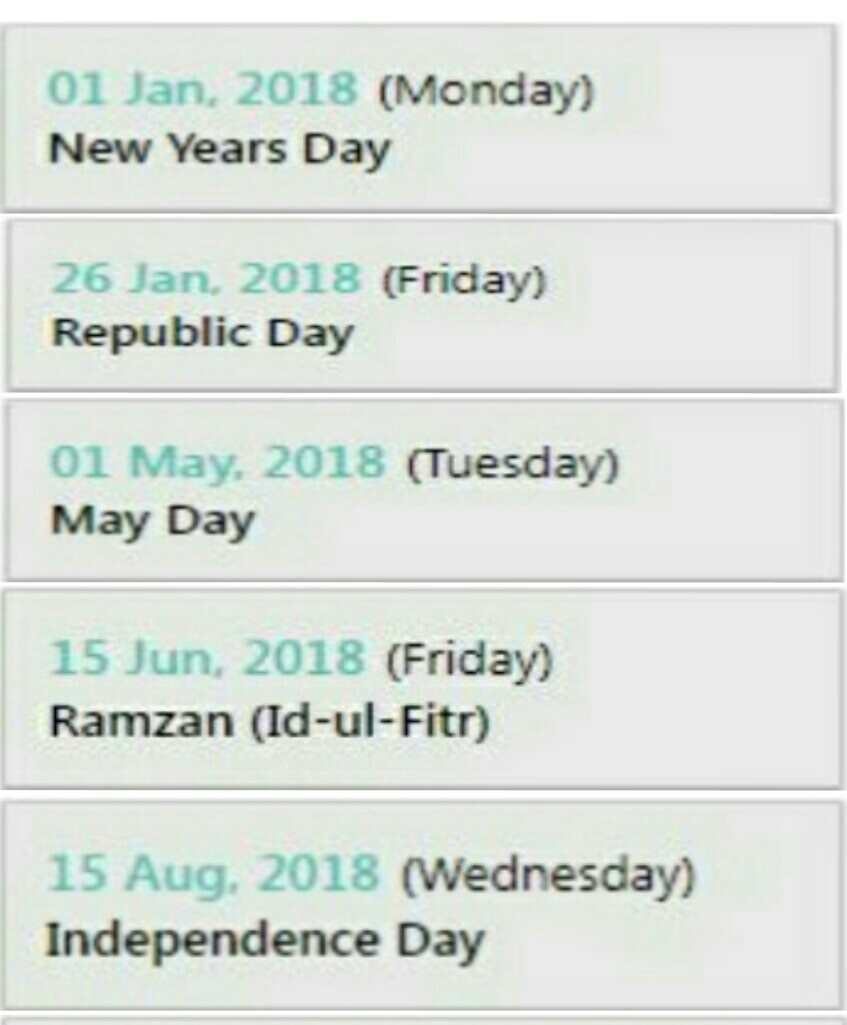 01 Jan, 2018 (Monday)
New Years Day
26 Jan, 2018 (Friday)
Republic Day
01 May, 2018 (Tuesday)
May Day
15 Jun, 2018 (Friday)
Ramzan (Id-ul-Fitr)
15 Aug, 2018 (Wednesday)
Independence Day